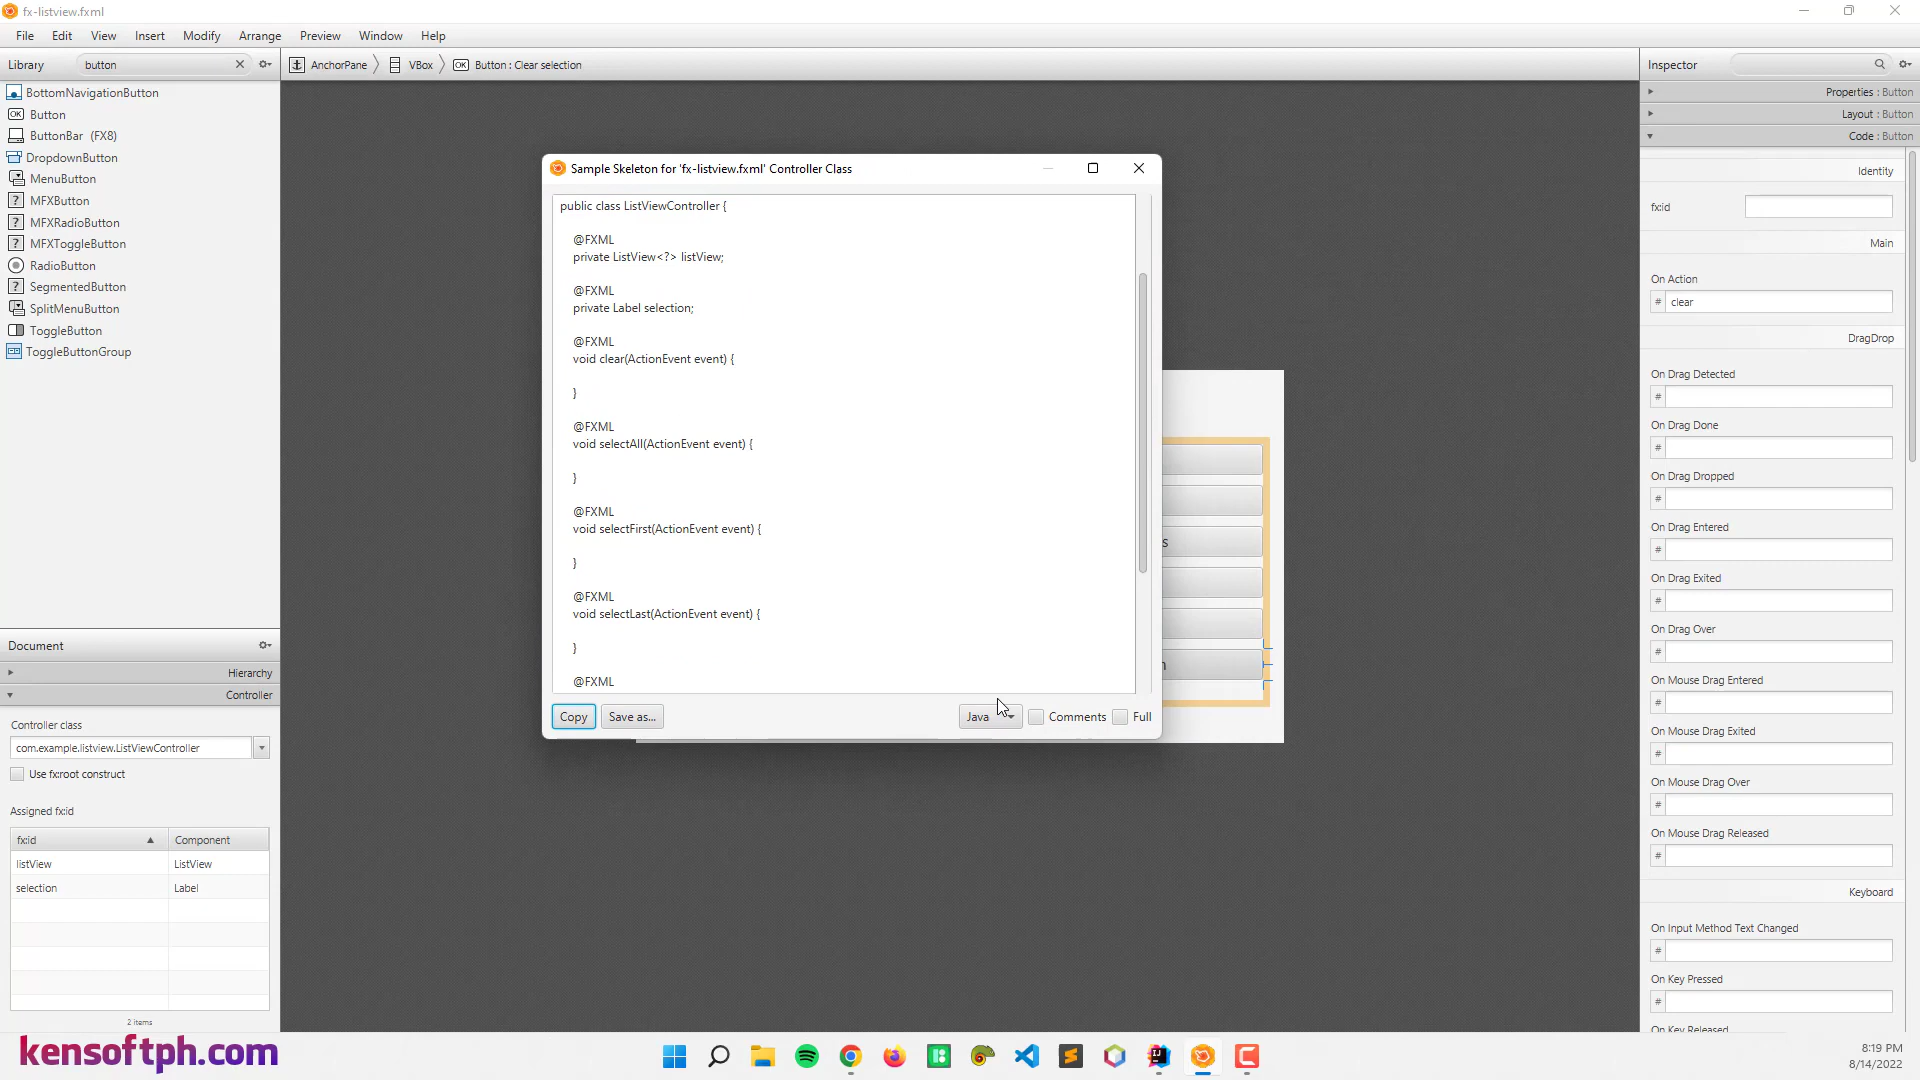 fx-listview.fxml
File Edit View Insert Modify Arrange Preview Window Help
Library
button
AnchorPane VBox OK Button : Clear selection
Inspector
BottomNavigationButton
OK Button
ButtonBar (FX8)
DropdownButton
MenuButton
? MFXButton
? MFXRadioButton
? MFXToggleButton
RadioButton
? SegmentedButton
SplitMenuButton
ToggleButton
ToggleButtonGroup
Document
Hierarchy
Controller
Controller class
com.example.listview.ListViewController
Use fx:root construct
Assigned fx:id
fx:id Component
listView ListView
selection Label
2 items
Sample Skeleton for 'fx-listview.fxml' Controller Class
public class ListViewController {
@FXML
private ListView<?> listView;
@FXML
private Label selection;
@FXML
void clear(ActionEvent event) {
}
@FXML
void selectAll(ActionEvent event) {
}
@FXML
void selectFirst(ActionEvent event) {
}
@FXML
void selectLast(ActionEvent event) {
}
@FXML
Copy Save as... Java Comments Full
s
n
Properties : Button
Layout : Button
Code : Button
Identity
fx:id
Main
On Action
# clear
DragDrop
On Drag Detected
#
On Drag Done
#
On Drag Dropped
#
On Drag Entered
#
On Drag Exited
#
On Drag Over
#
On Mouse Drag Entered
#
On Mouse Drag Exited
#
On Mouse Drag Over
#
On Mouse Drag Released
#
Keyboard
On Input Method Text Changed
#
On Key Pressed
#
On Key Released
kensoftph.com
8:19 PM
8/14/2022